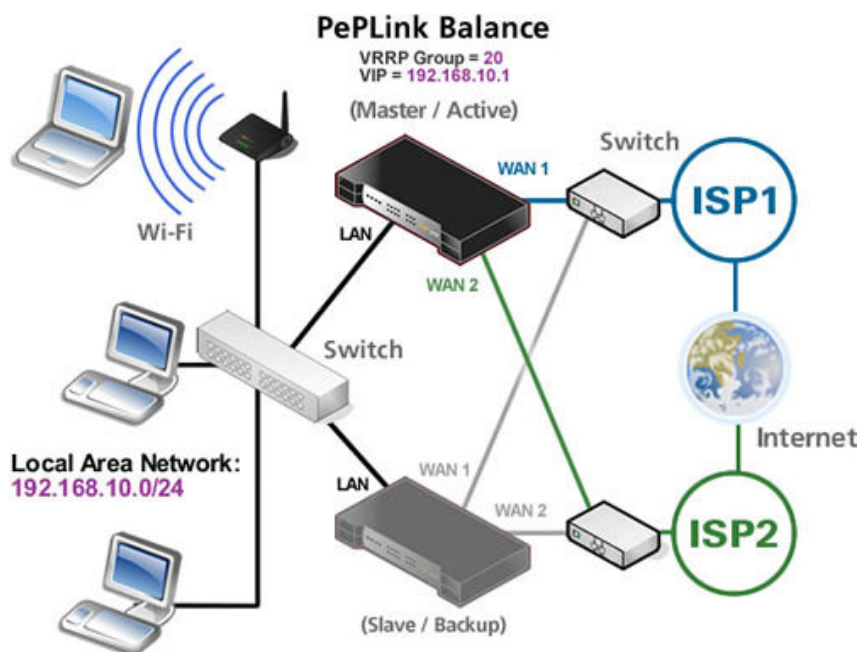 PePLink Balance
VRRP Group = 20
VIP = 192.168.10.1
(Master / Active)
Switch
WAN 1
ISP1
Wi-Fi
LAN
WAN 2
Switch
Internet
Local Area Network:
192.168.10.0/24
WAN 1
LAN
WAN 2
ISP2
(Slave / Backup)